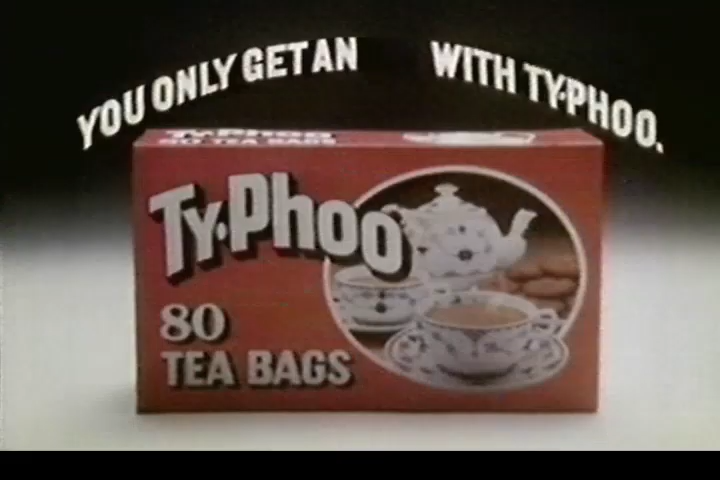 YOU ONLY GET AN WITH TY·PHOO.
Ty·Phoo
80 TEA BAGS
Ty·Phoo
80
TEA BAGS